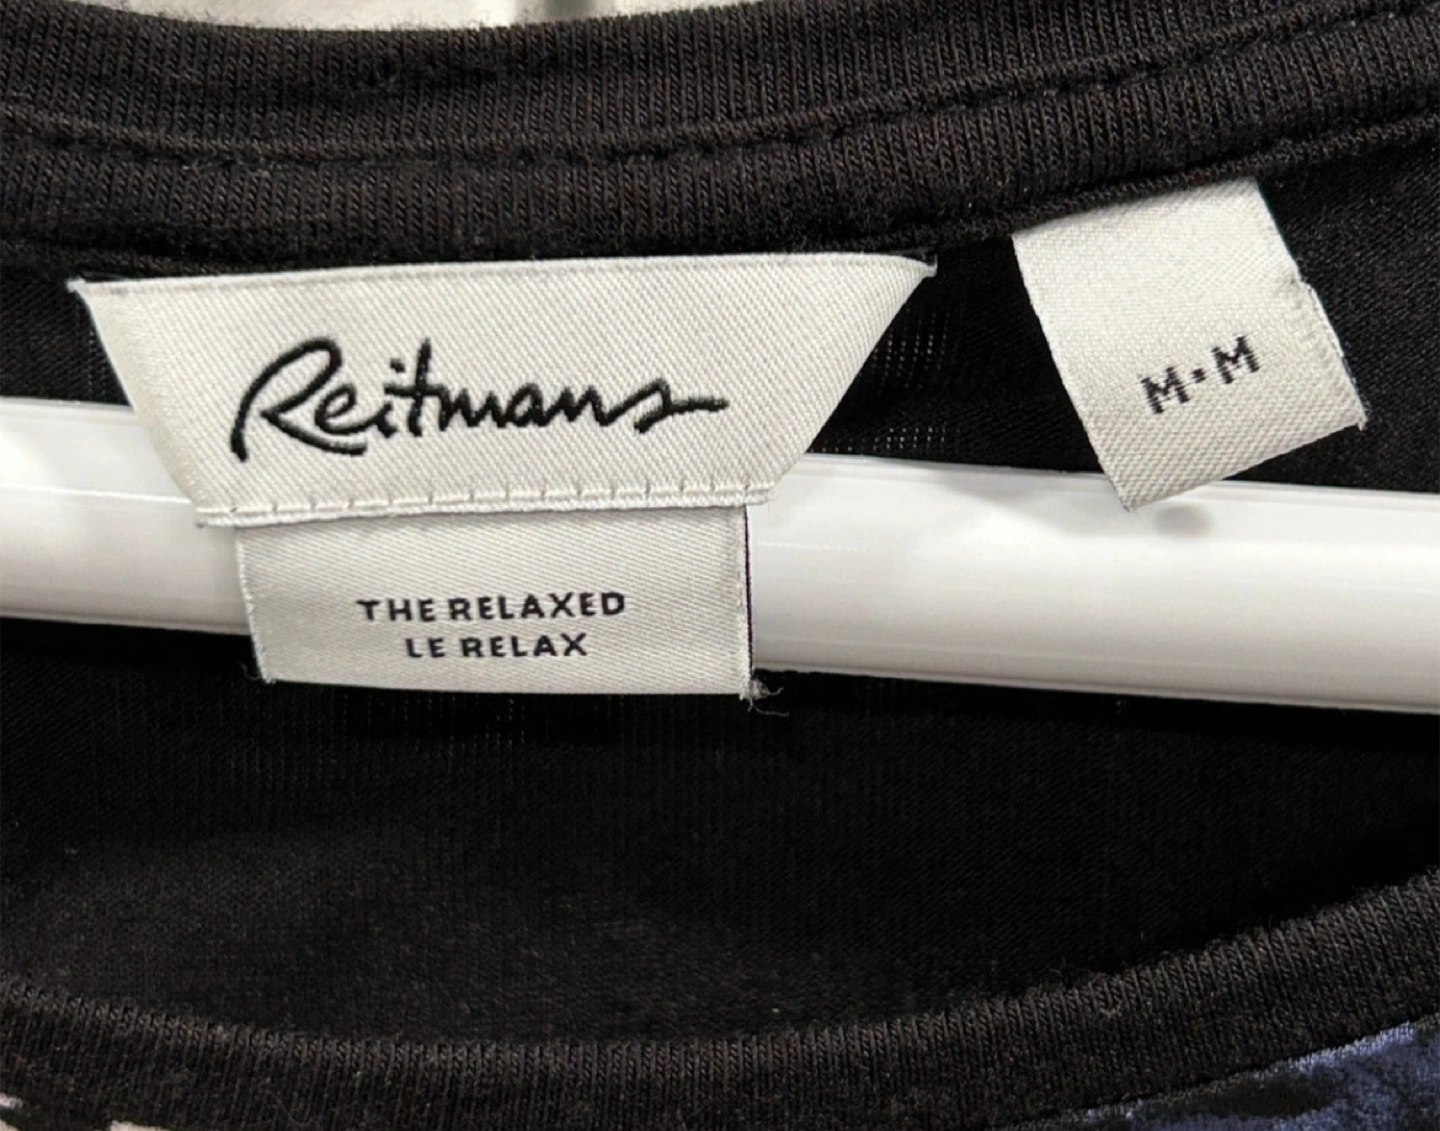 Reitmans
M•M
THE RELAXED
LE RELAX